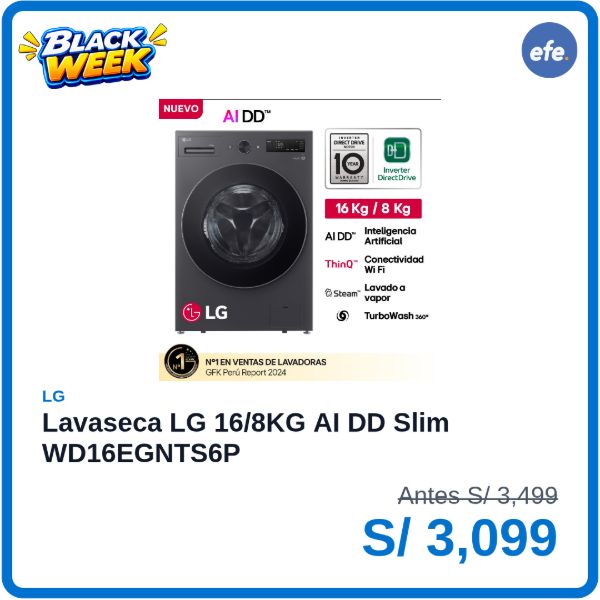 BLACK
WEEK
efe.
NUEVO
AI DD™
INVERTER
DIRECT DRIVE
10 YEAR
WARRANTY
Inverter
DirectDrive
16 Kg / 8 Kg
AI DD™ Inteligencia
Artificial
ThinQ™ Conectividad
Wi Fi
Steam™ Lavado a
vapor
TurboWash 360°
LG
N°1
N°1 EN VENTAS DE LAVADORAS
GFK Perú Report 2024
LG
Lavaseca LG 16/8KG AI DD Slim
WD16EGNTS6P
Antes S/ 3,499
S/ 3,099